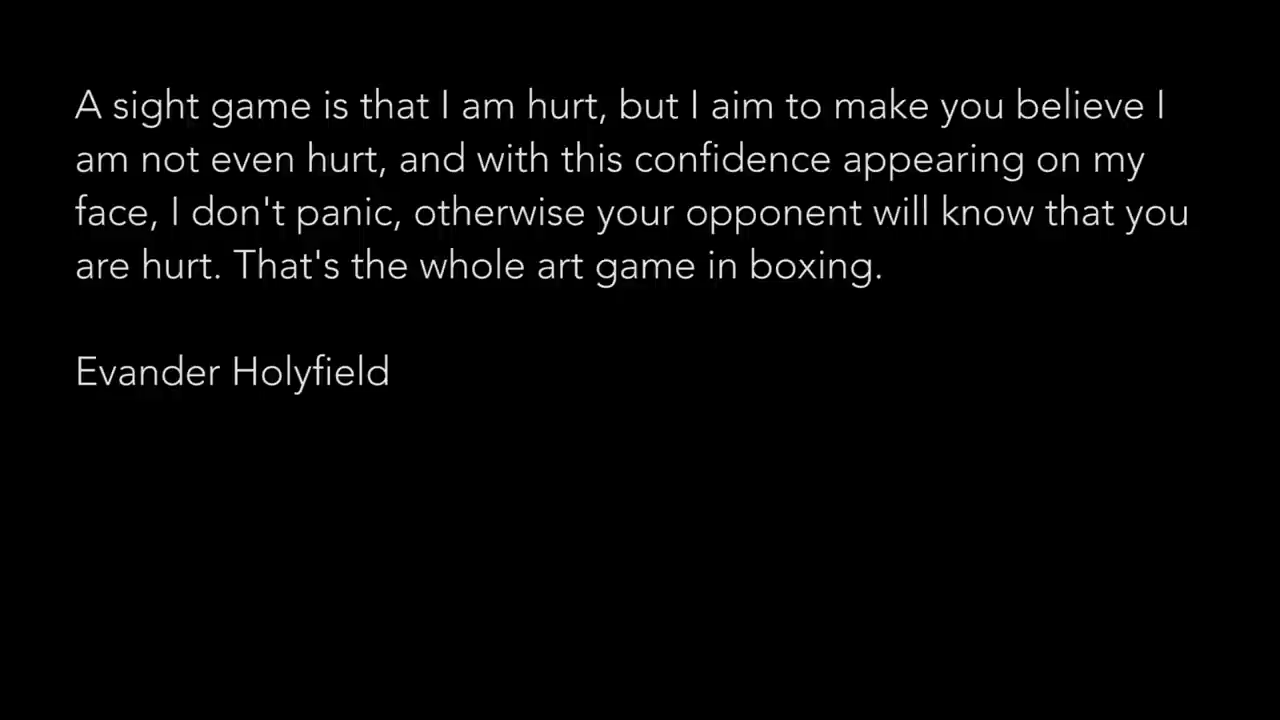 A sight game is that I am hurt, but I aim to make you believe I
am not even hurt, and with this confidence appearing on my
face, I don't panic, otherwise your opponent will know that you
are hurt. That's the whole art game in boxing.
Evander Holyfield